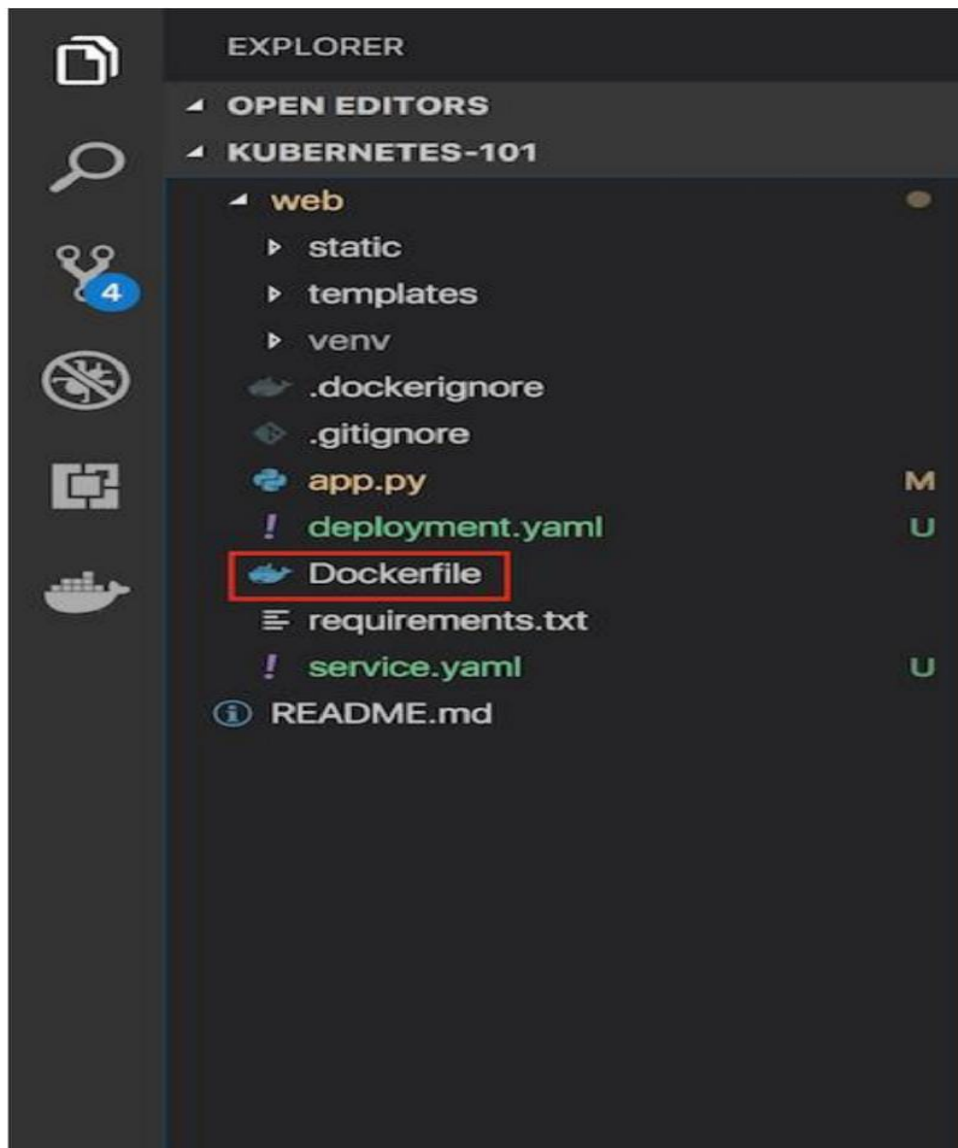 EXPLORER
OPEN EDITORS
KUBERNETES-101
web
static
templates
4
venv
.dockerignore
.gitignore
app.py M
! deployment.yaml U
Dockerfile
requirements.txt
! service.yaml U
README.md